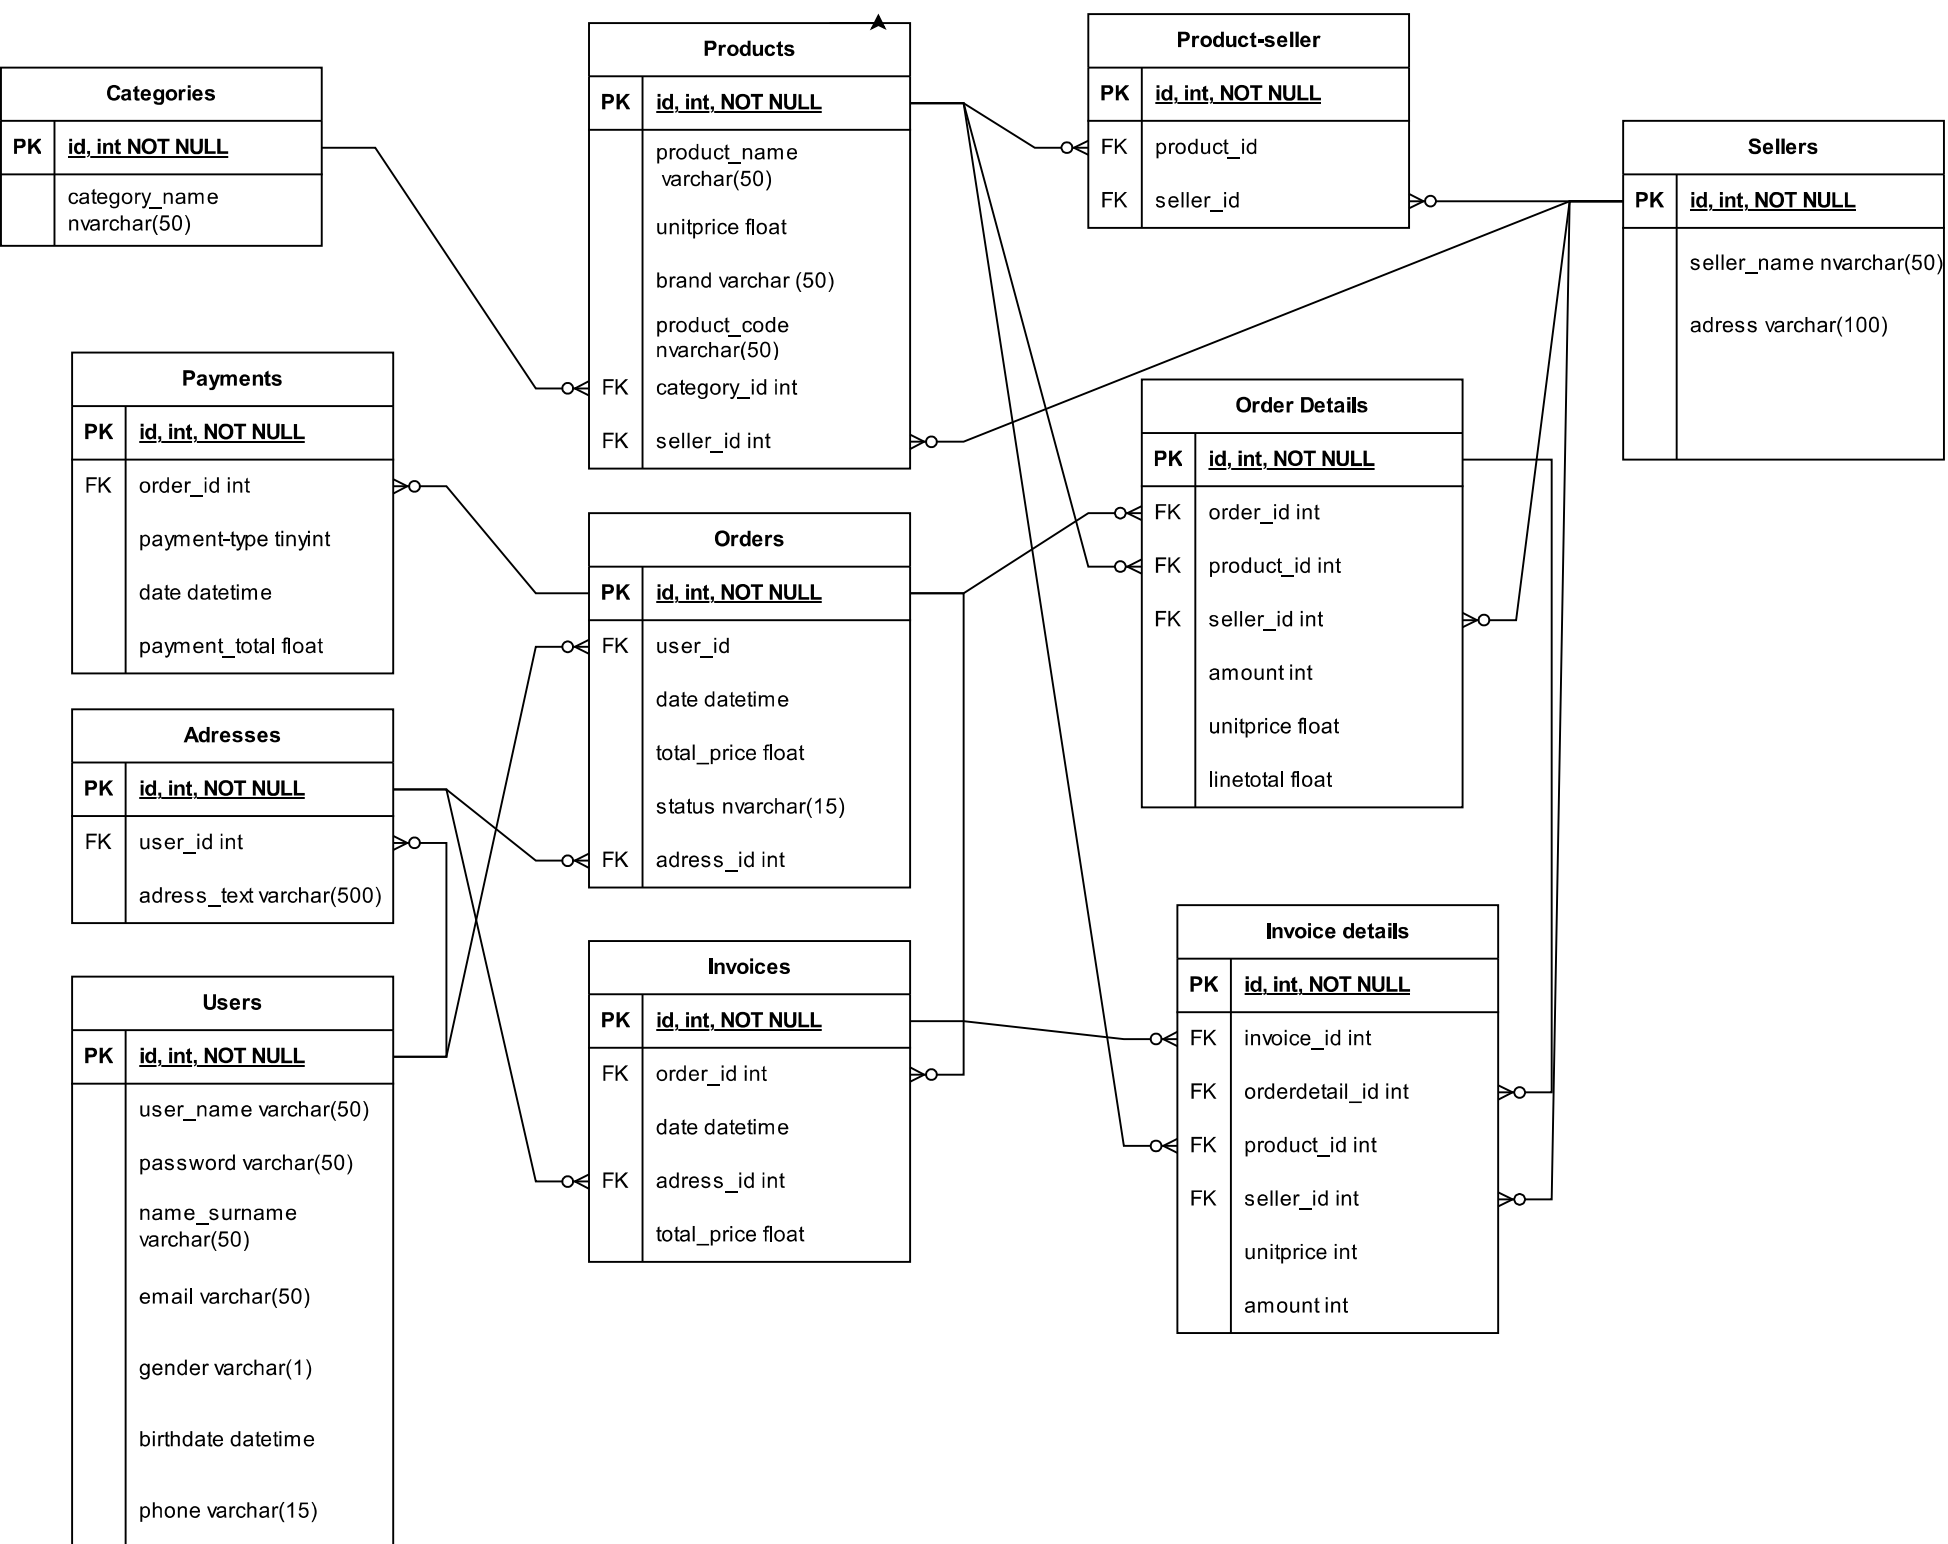 Categories
PK id, int NOT NULL
category_name
nvarchar(50)
Products
PK id, int, NOT NULL
product_name
varchar(50)
unitprice float
brand varchar (50)
product_code
nvarchar(50)
FK category_id int
FK seller_id int
Product-seller
PK id, int, NOT NULL
FK product_id
FK seller_id
Sellers
PK id, int, NOT NULL
seller_name nvarchar(50)
adress varchar(100)
Payments
PK id, int, NOT NULL
FK order_id int
payment-type tinyint
date datetime
payment_total float
Orders
PK id, int, NOT NULL
FK user_id
date datetime
total_price float
status nvarchar(15)
FK adress_id int
Order Details
PK id, int, NOT NULL
FK order_id int
FK product_id int
FK seller_id int
amount int
unitprice float
linetotal float
Adresses
PK id, int, NOT NULL
FK user_id int
adress_text varchar(500)
Users
PK id, int, NOT NULL
user_name varchar(50)
password varchar(50)
name_surname
varchar(50)
email varchar(50)
gender varchar(1)
birthdate datetime
phone varchar(15)
Invoices
PK id, int, NOT NULL
FK order_id int
date datetime
FK adress_id int
total_price float
Invoice details
PK id, int, NOT NULL
FK invoice_id int
FK orderdetail_id int
FK product_id int
FK seller_id int
unitprice int
amount int